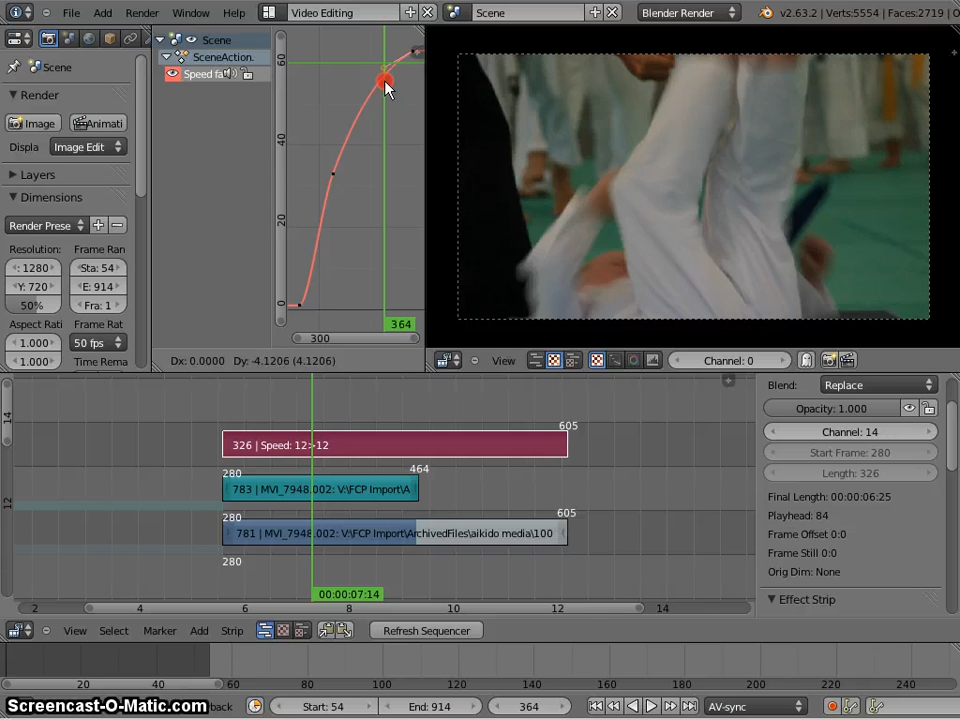 File Add Render Window Help Video Editing Scene Blender Render v2.63.2 | Verts:5554 | Faces:2719 |
Scene
Render
Image Animati
Displa Image Edit
Layers
Dimensions
Render Prese
Resolution: Frame Ran
: 1280 Sta: 54
Y: 720 E: 914
50% Fra: 1
Aspect Rati Frame Rat
1.000 50 fps
1.000 Time Rema
Scene
SceneAction.
Speed fa
60
40
20
0
364
300
Dx: 0.0000 Dy: -4.1206 (4.1206)
View Channel: 0
14
12
605
326 | Speed: 12>12
280 464
783 | MVI_7948.002: V:\FCP Import\A
280 605
781 | MVI_7948.002: V:\FCP Import\ArchivedFiles\aikido media\100
280
00:00:07:14
2 4 6 8 10 12 14
Blend: Replace
Opacity: 1.000
Channel: 14
Start Frame: 280
Length: 326
Final Length: 00:00:06:25
Playhead: 84
Frame Offset 0:0
Frame Still 0:0
Orig Dim: None
Effect Strip
View Select Marker Add Strip Refresh Sequencer
20 40 60 80 100 120 140 160 180 200 220 240
Screencast-O-Matic.com back Start: 54 End: 914 364 AV-sync